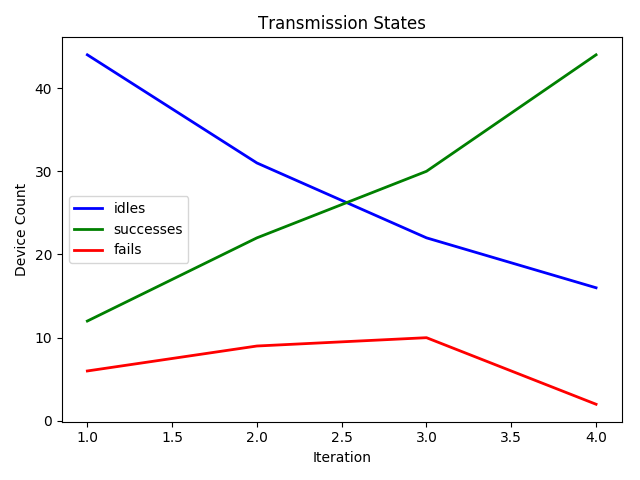 Transmission States
Device Count
40
30
20
10
0
idles
successes
fails
1.0 1.5 2.0 2.5 3.0 3.5 4.0
Iteration